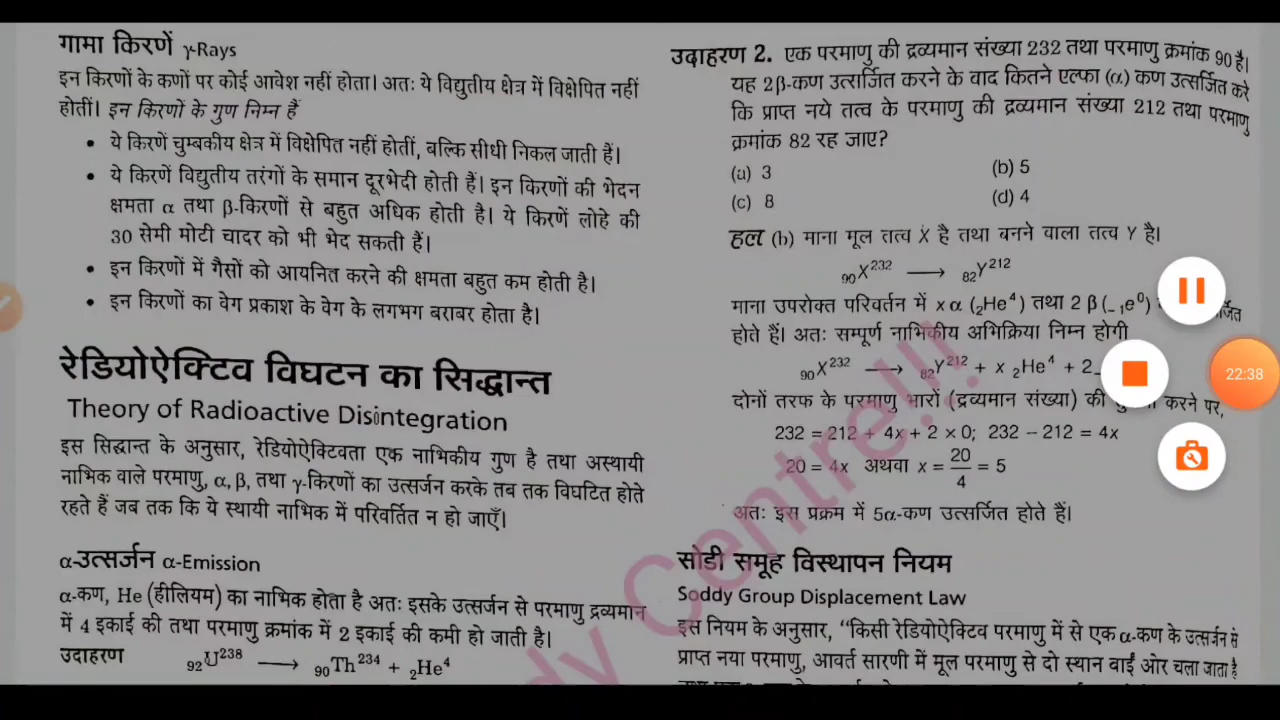 गामा किरणें γ-Rays
इन किरणों के कणों पर कोई आवेश नहीं होता। अतः ये विद्युतीय क्षेत्र में विक्षेपित नहीं
होतीं। इन किरणों के गुण निम्न हैं
• ये किरणें चुम्बकीय क्षेत्र में विक्षेपित नहीं होतीं, बल्कि सीधी निकल जाती हैं।
• ये किरणें विद्युतीय तरंगों के समान दूरभेदी होती हैं। इन किरणों की भेदन
क्षमता α तथा β-किरणों से बहुत अधिक होती है। ये किरणें लोहे की
30 सेमी मोटी चादर को भी भेद सकती हैं।
• इन किरणों में गैसों को आयनित करने की क्षमता बहुत कम होती है।
• इन किरणों का वेग प्रकाश के वेग के लगभग बराबर होता है।
रेडियोऐक्टिव विघटन का सिद्धान्त
Theory of Radioactive Disintegration
इस सिद्धान्त के अनुसार, रेडियोऐक्टिवता एक नाभिकीय गुण है तथा अस्थायी
नाभिक वाले परमाणु, α, β, तथा γ-किरणों का उत्सर्जन करके तब तक विघटित होते
रहते हैं जब तक कि ये स्थायी नाभिक में परिवर्तित न हो जाएँ।
α-उत्सर्जन α-Emission
α-कण, He (हीलियम) का नाभिक होता है अतः इसके उत्सर्जन से परमाणु द्रव्यमान
में 4 इकाई की तथा परमाणु क्रमांक में 2 इकाई की कमी हो जाती है।
उदाहरण ₉₂U²³⁸ ⟶ ₉₀Th²³⁴ + ₂He⁴
उदाहरण 2. एक परमाणु की द्रव्यमान संख्या 232 तथा परमाणु क्रमांक 90 है।
यह 2β-कण उत्सर्जित करने के वाद कितने एल्फा (α) कण उत्सर्जित करे
कि प्राप्त नये तत्व के परमाणु की द्रव्यमान संख्या 212 तथा परमाणु
क्रमांक 82 रह जाए?
(a) 3 (b) 5
(c) 8 (d) 4
हल (b) माना मूल तत्व X है तथा बनने वाला तत्व Y है।
₉₀X²³² ⟶ ₈₂Y²¹²
माना उपरोक्त परिवर्तन में x α (₂He⁴) तथा 2 β (₋₁e⁰)
होते हैं। अतः सम्पूर्ण नाभिकीय अभिक्रिया निम्न होगी
₉₀X²³² ⟶ ₈₂Y²¹² + x ₂He⁴ + 2
दोनों तरफ के परमाणु भारों (द्रव्यमान संख्या) की करने पर,
232 = 212 + 4x + 2 × 0; 232 − 212 = 4x
20 = 4x अथवा x = 20/4 = 5
अतः इस प्रक्रम में 5α-कण उत्सर्जित होते हैं।
सोडी समूह विस्थापन नियम
Soddy Group Displacement Law
इस नियम के अनुसार, “किसी रेडियोऐक्टिव परमाणु में से एक α-कण के उत्सर्जन से
प्राप्त नया परमाणु, आवर्त सारणी में मूल परमाणु से दो स्थान वाईं ओर चला जाता है
22:38
dy Centre!!!